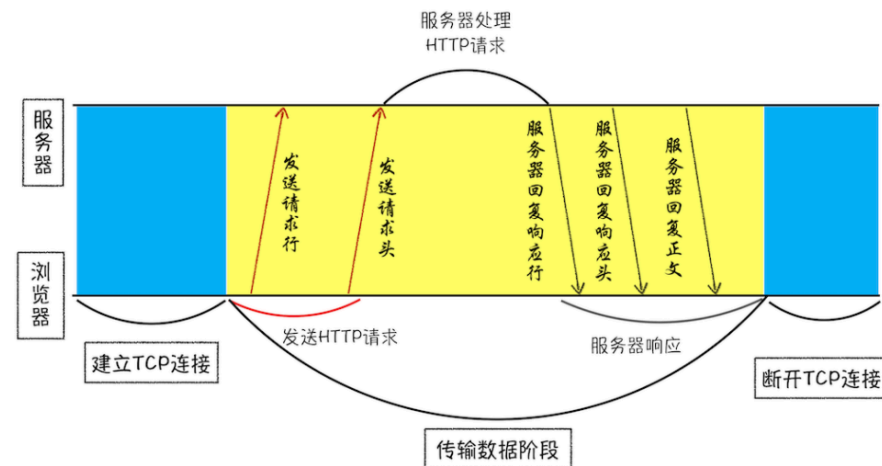 服务器处理
HTTP请求
服务器
发送请求行
发送请求头
服务器回复响应行
服务器回复响应头
服务器回复正文
浏览器
发送HTTP请求
服务器响应
建立TCP连接
断开TCP连接
传输数据阶段